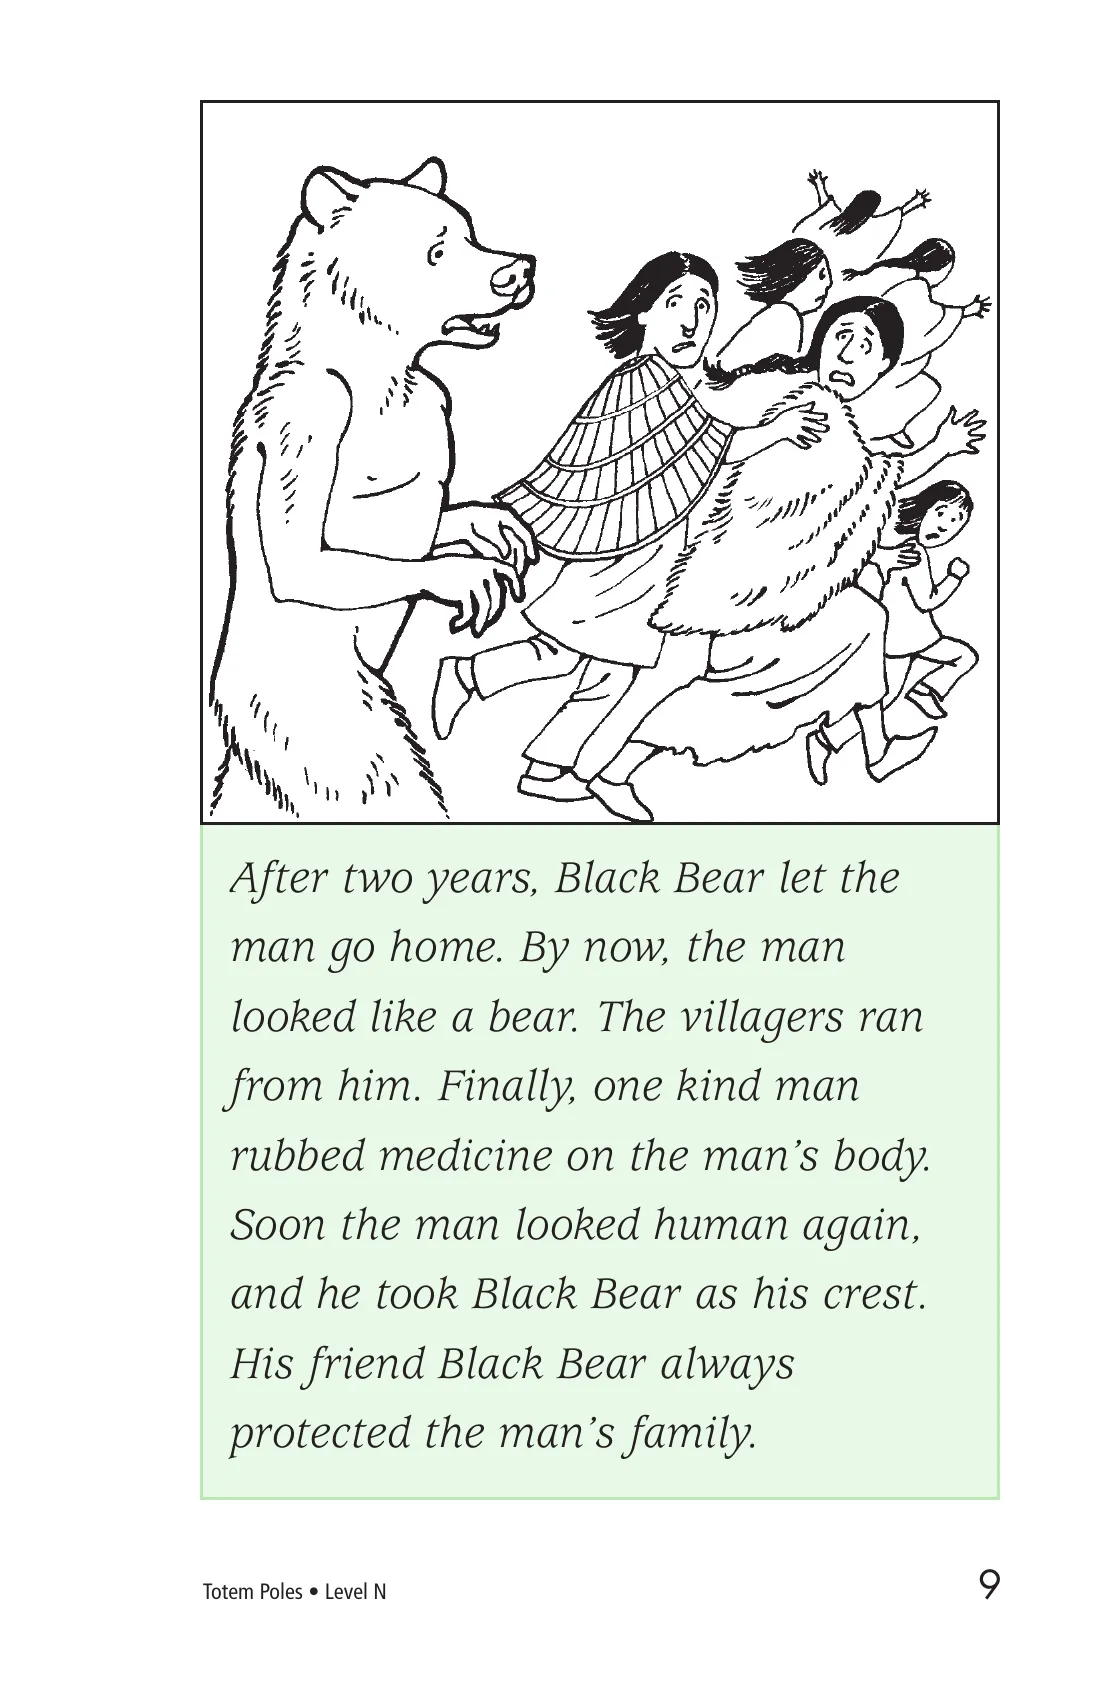 After two years, Black Bear let the
man go home. By now, the man
looked like a bear. The villagers ran
from him. Finally, one kind man
rubbed medicine on the man’s body.
Soon the man looked human again,
and he took Black Bear as his crest.
His friend Black Bear always
protected the man’s family.
Totem Poles • Level N
9